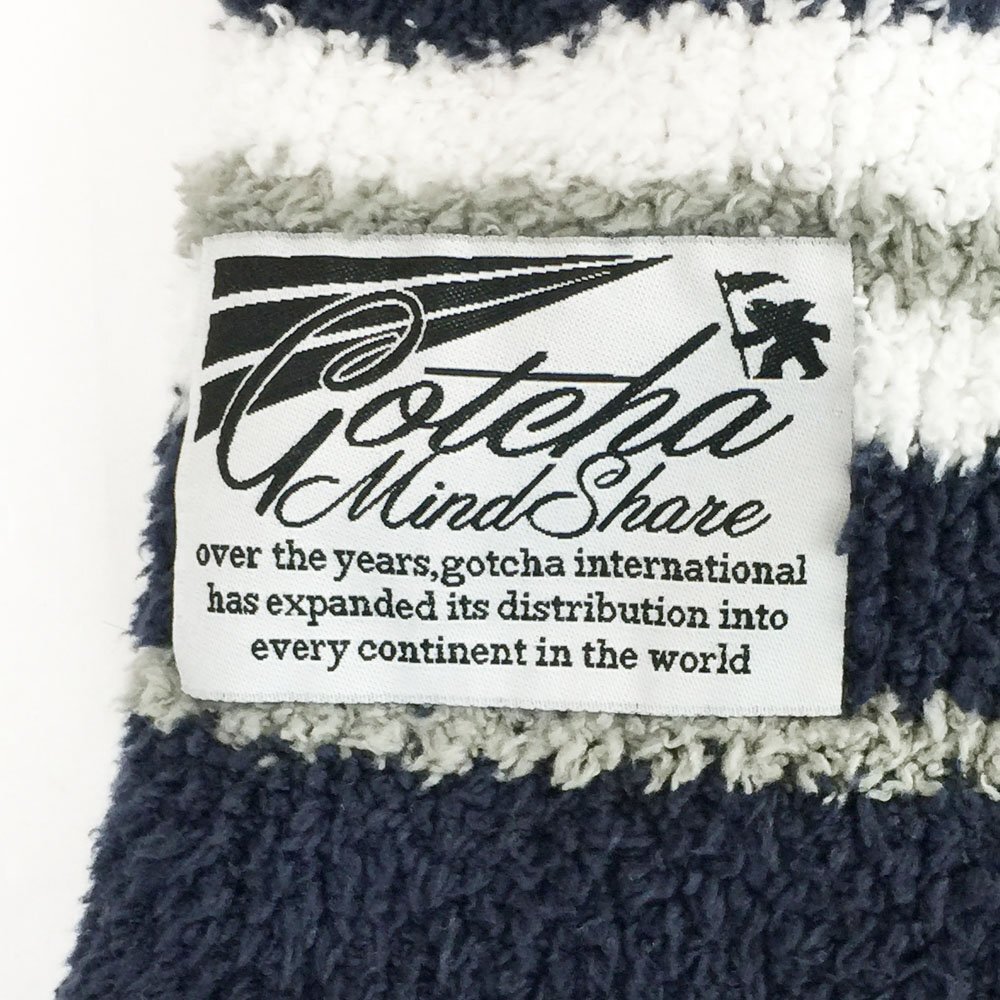 Gotcha
MindShare
over the years,gotcha international
has expanded its distribution into
every continent in the world